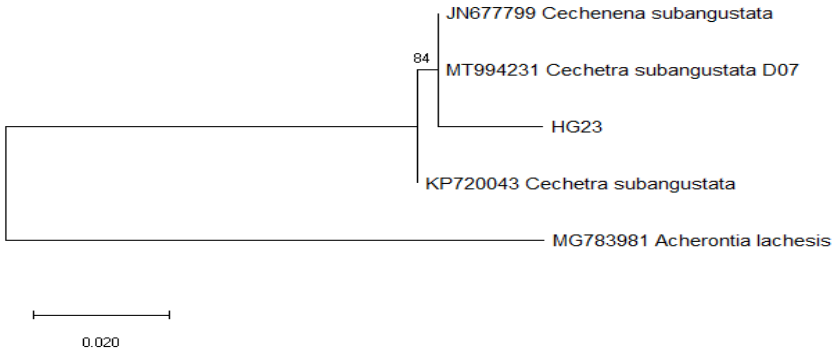 JN677799 Cechenena subangustata
84
MT994231 Cechetra subangustata D07
HG23
KP720043 Cechetra subangustata
MG783981 Acherontia lachesis
0.020